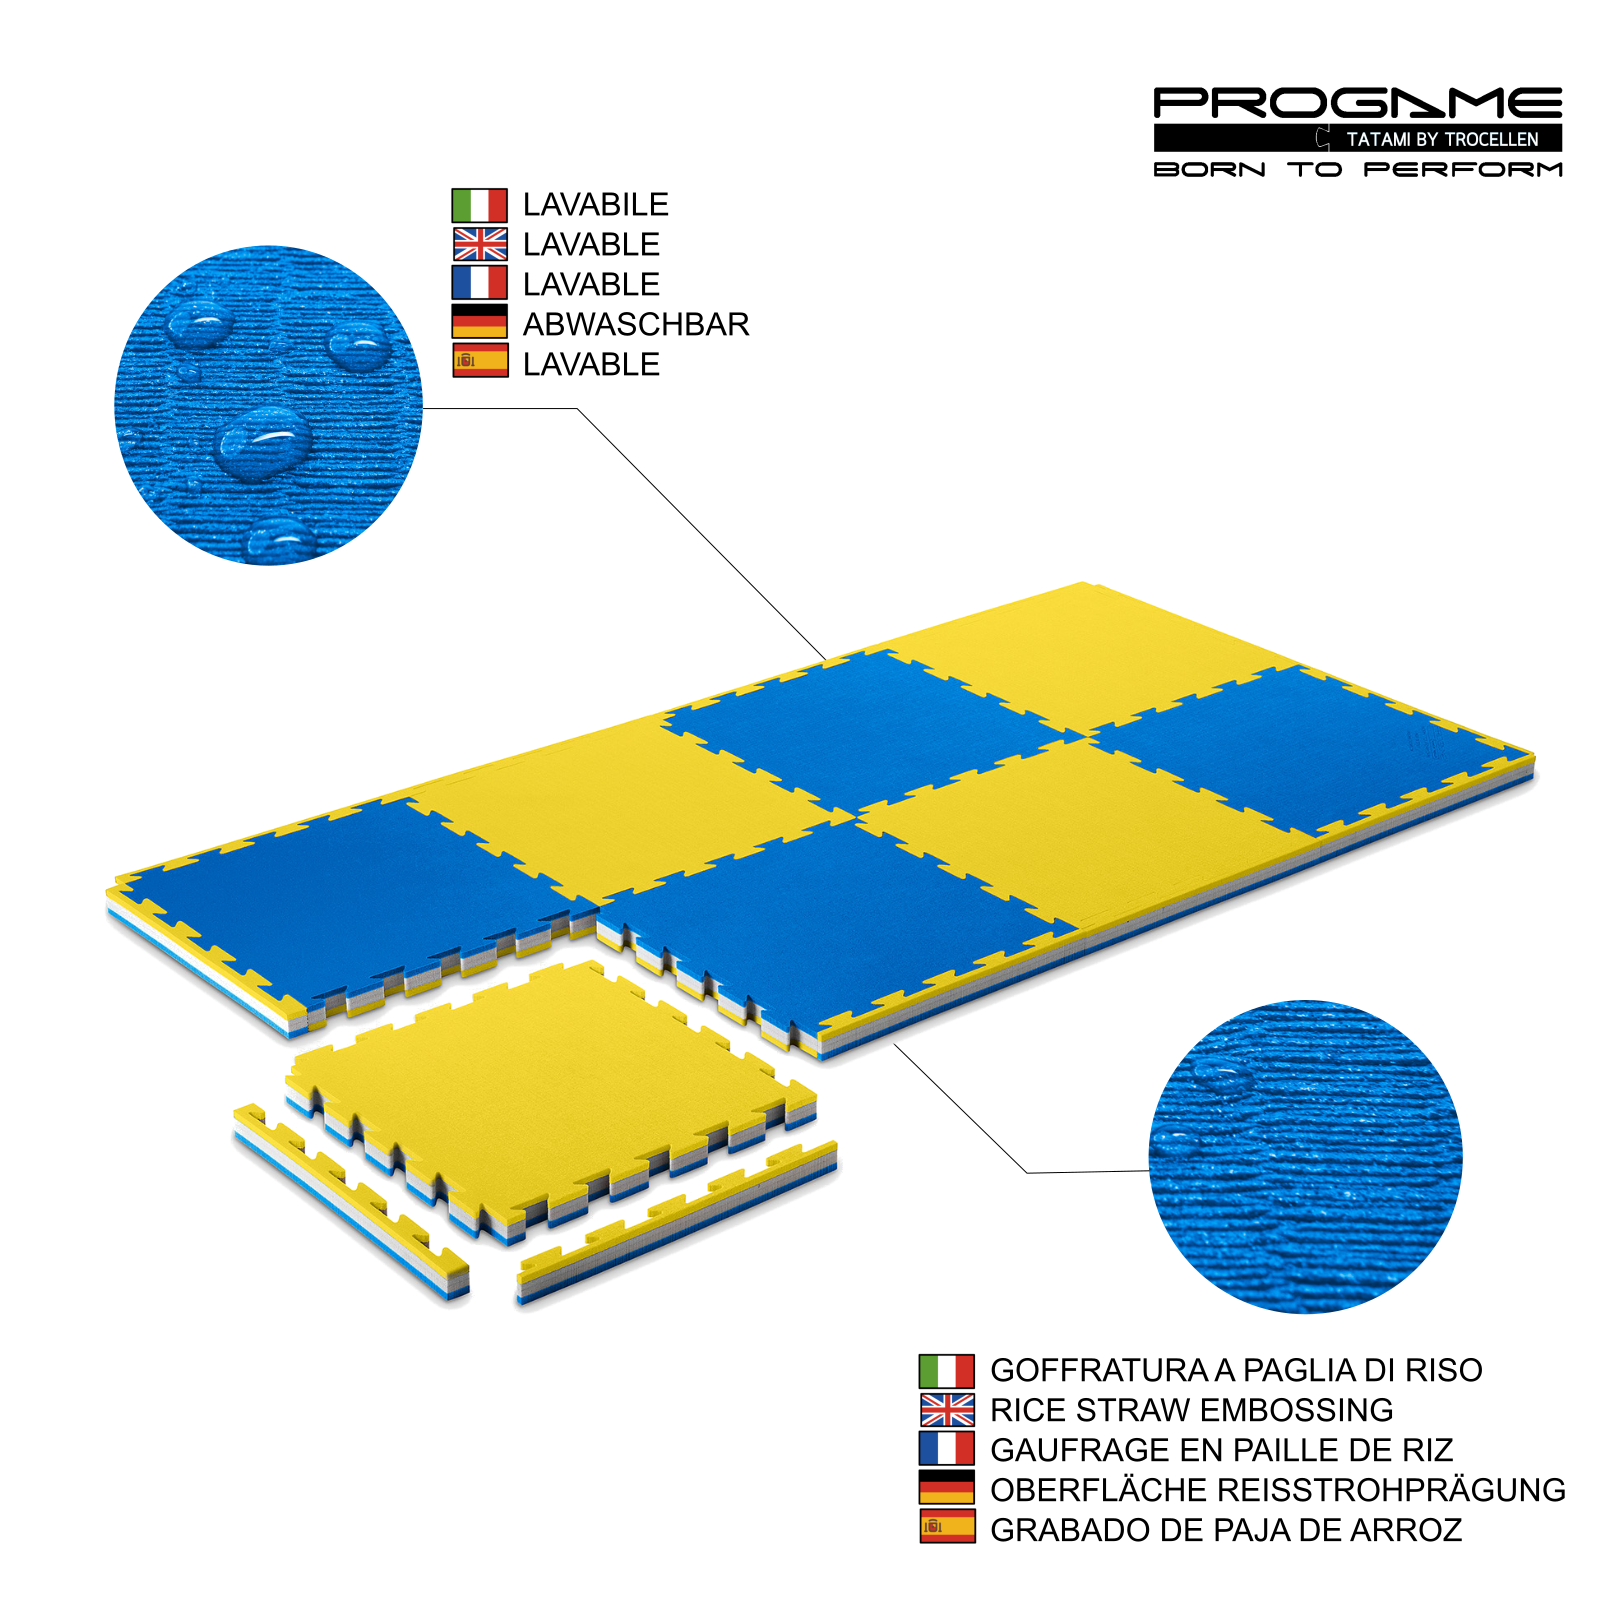 PROGAME
TATAMI BY TROCELLEN
BORN TO PERFORM
LAVABILE
LAVABLE
LAVABLE
ABWASCHBAR
LAVABLE
GOFFRATURA A PAGLIA DI RISO
RICE STRAW EMBOSSING
GAUFRAGE EN PAILLE DE RIZ
OBERFLÄCHE REISSTROHPRÄGUNG
GRABADO DE PAJA DE ARROZ